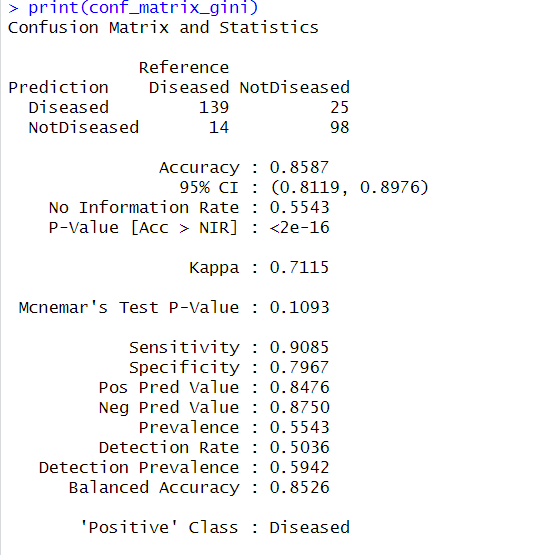 > print(conf_matrix_gini)
Confusion Matrix and Statistics
Reference
Prediction Diseased NotDiseased
Diseased 139 25
NotDiseased 14 98
Accuracy : 0.8587
95% CI : (0.8119, 0.8976)
No Information Rate : 0.5543
P-Value [Acc > NIR] : <2e-16
Kappa : 0.7115
Mcnemar's Test P-Value : 0.1093
Sensitivity : 0.9085
Specificity : 0.7967
Pos Pred Value : 0.8476
Neg Pred Value : 0.8750
Prevalence : 0.5543
Detection Rate : 0.5036
Detection Prevalence : 0.5942
Balanced Accuracy : 0.8526
'Positive' Class : Diseased